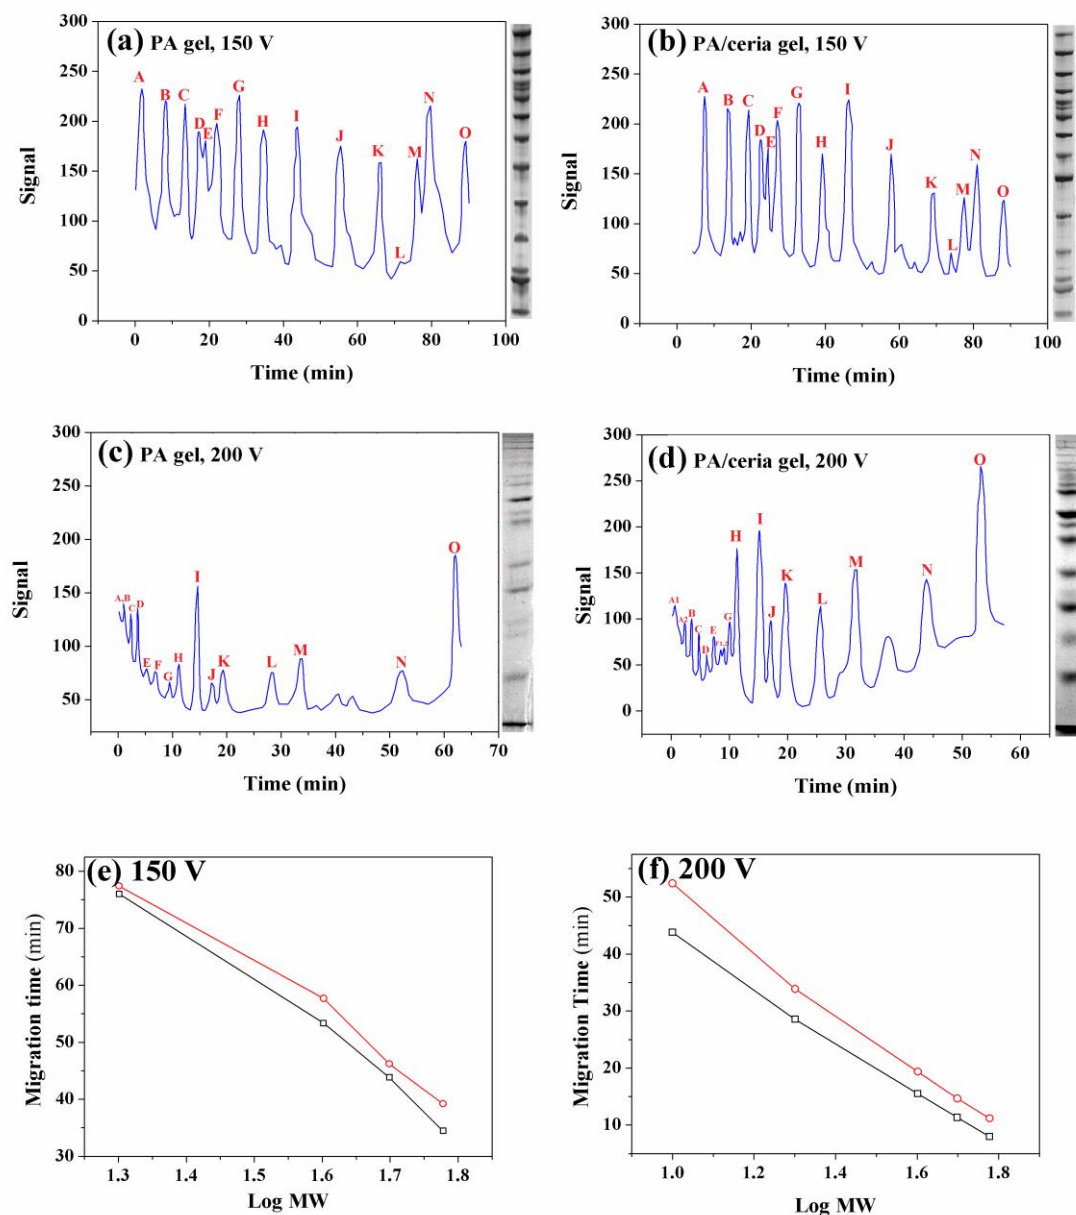 (a) PA gel, 150 V
300
250
200
150
100
50
0
Signal
A
B
C
D
E
F
G
H
I
J
K
L
M
N
O
0 20 40 60 80 100
Time (min)
(b) PA/ceria gel, 150 V
300
250
200
150
100
50
0
Signal
A
B
C
D
E
F
G
H
I
J
K
L
M
N
O
0 20 40 60 80 100
Time (min)
(c) PA gel, 200 V
300
250
200
150
100
50
Signal
A,B
C
D
E
F
G
H
I
J
K
L
M
N
O
0 10 20 30 40 50 60 70
Time (min)
(d) PA/ceria gel, 200 V
300
250
200
150
100
50
0
Signal
A1
A2
B
C
D
E
G
H
I
J
K
L
M
N
O
0 10 20 30 40 50 60
Time (min)
(e) 150 V
80
70
60
50
40
30
Migration time (min)
1.3 1.4 1.5 1.6 1.7 1.8
Log MW
(f) 200 V
50
40
30
20
10
Migration Time (min)
1.0 1.2 1.4 1.6 1.8
Log MW